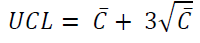 UCL = C̄ + 3√C̄